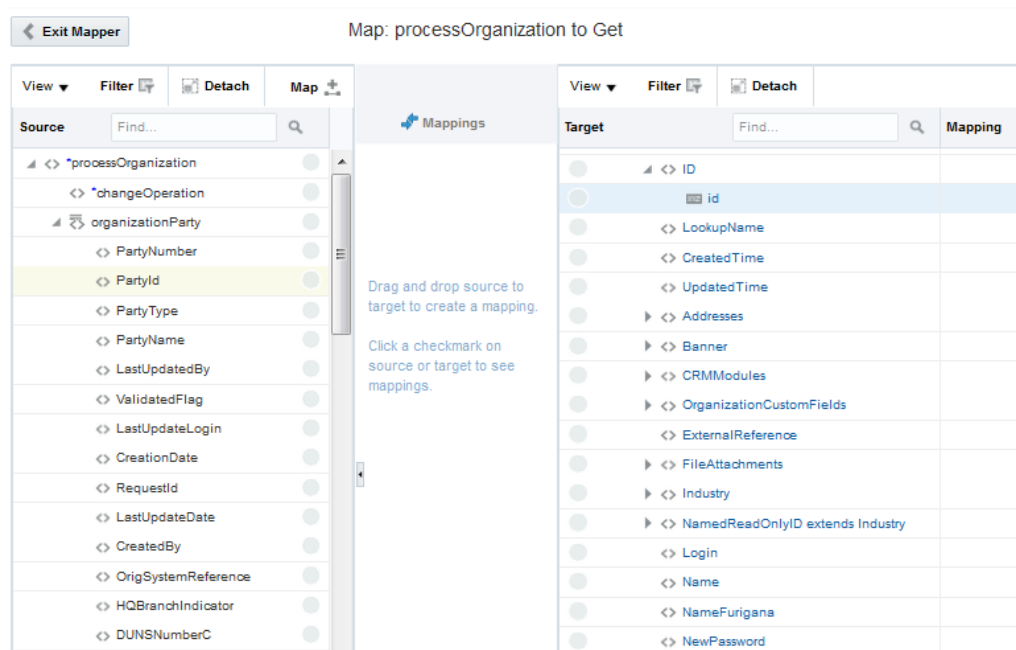 Exit Mapper
Map: processOrganization to Get
View
Filter
Detach
Map
Source
Find...
*processOrganization
*changeOperation
organizationParty
PartyNumber
PartyId
PartyType
PartyName
LastUpdatedBy
ValidatedFlag
LastUpdateLogin
CreationDate
RequestId
LastUpdateDate
CreatedBy
OrigSystemReference
HQBranchIndicator
DUNSNumberC
Mappings
Drag and drop source to
target to create a mapping.
Click a checkmark on
source or target to see
mappings.
View
Filter
Detach
Target
Find...
Mapping
ID
id
LookupName
CreatedTime
UpdatedTime
Addresses
Banner
CRMModules
OrganizationCustomFields
ExternalReference
FileAttachments
Industry
NamedReadOnlyID extends Industry
Login
Name
NameFurigana
NewPassword